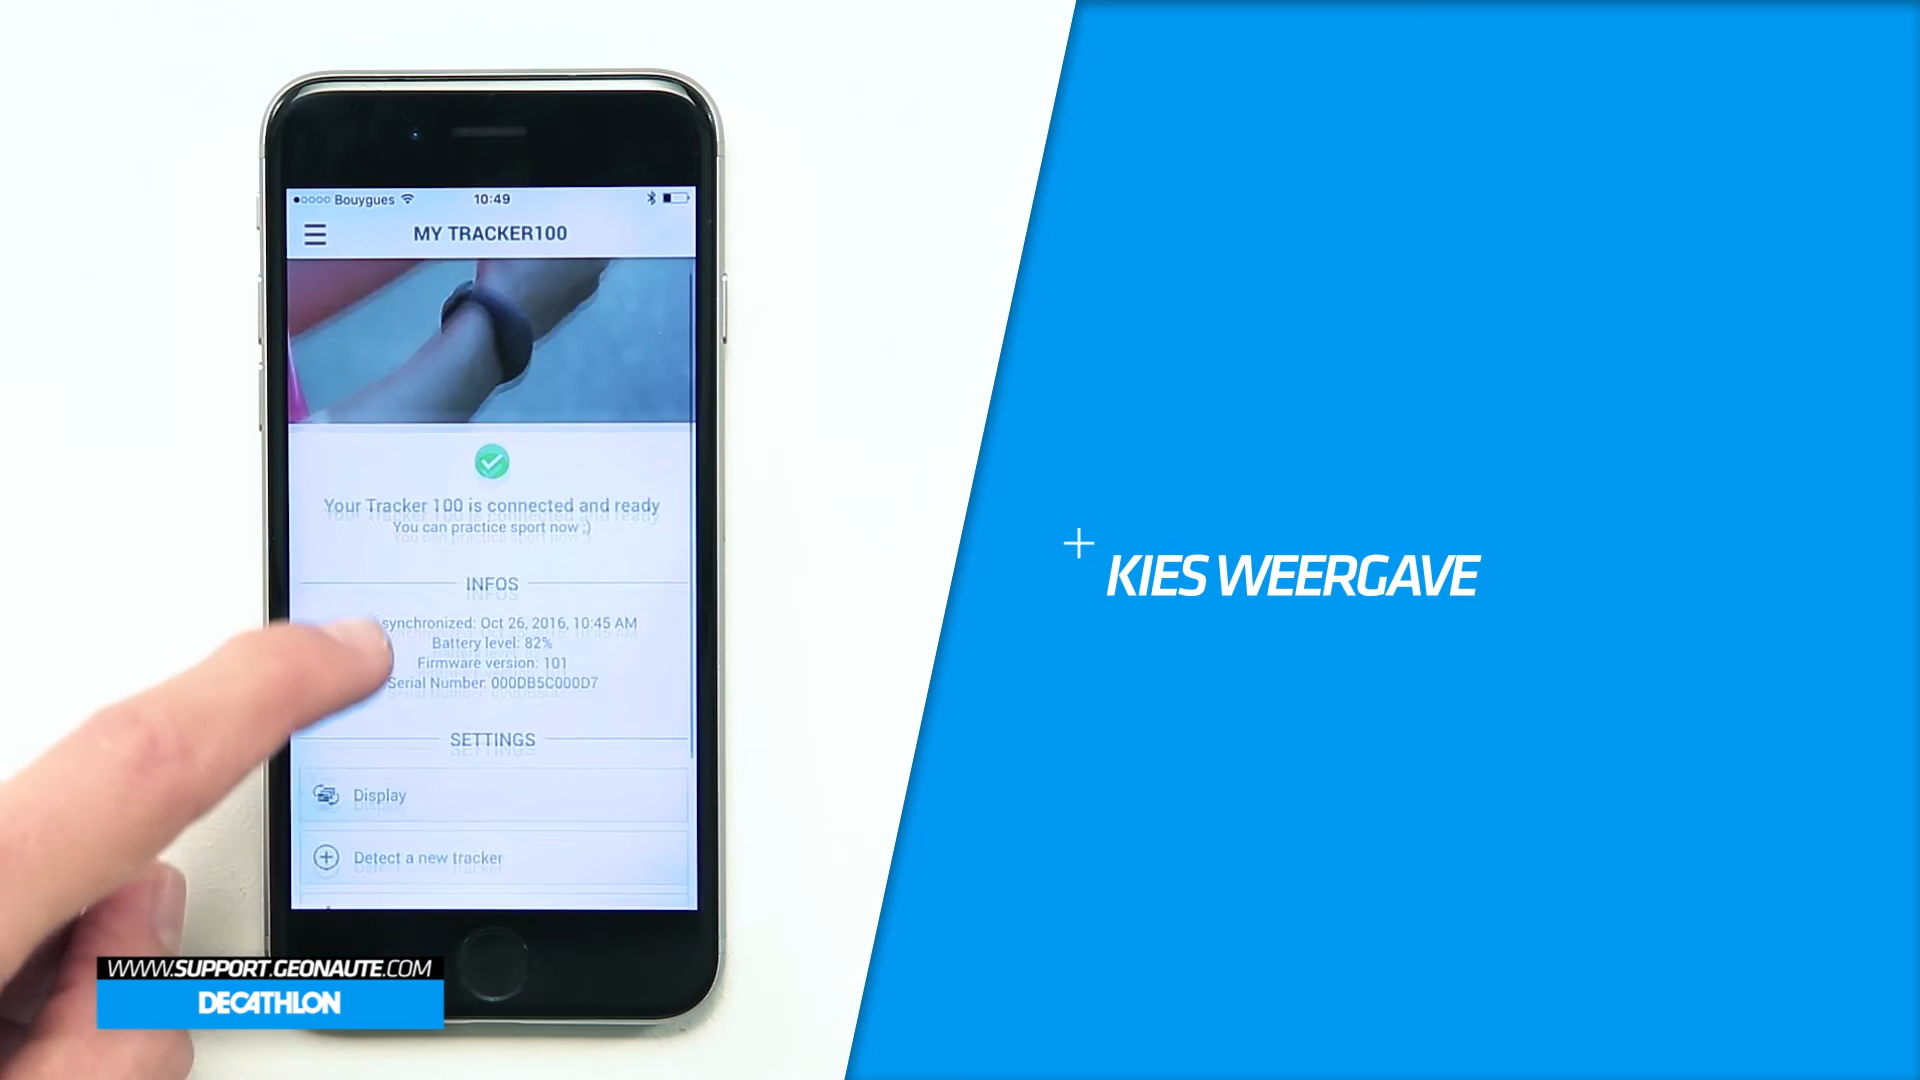 Bouygues 10:49
MY TRACKER100
Your Tracker 100 is connected and ready
You can practice sport now ;)
INFOS
synchronized: Oct 26, 2016, 10:45 AM
Battery level: 82%
Firmware version: 101
Serial Number: 000DB5C000D7
SETTINGS
Display
Detect a new tracker
WWW.SUPPORT.GEONAUTE.COM
DECATHLON
KIES WEERGAVE